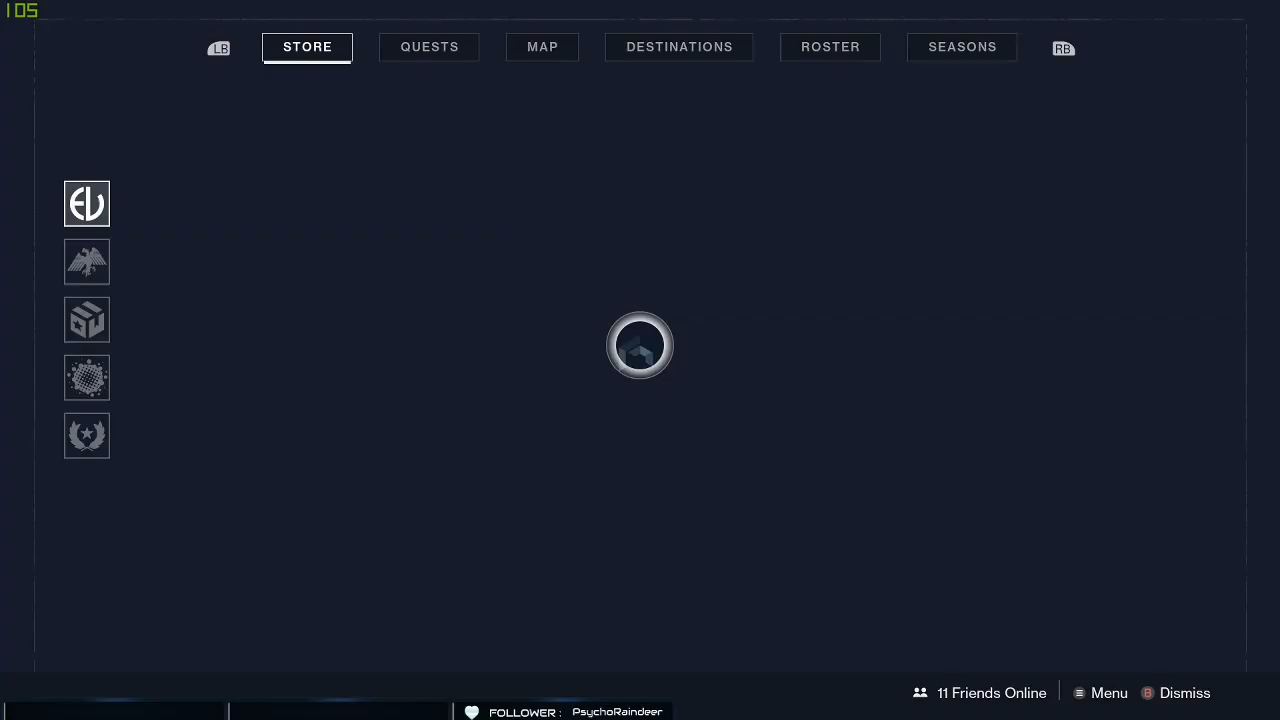 105
LB STORE QUESTS MAP DESTINATIONS ROSTER SEASONS RB
11 Friends Online Menu B Dismiss
FOLLOWER: PsychoRaindeer